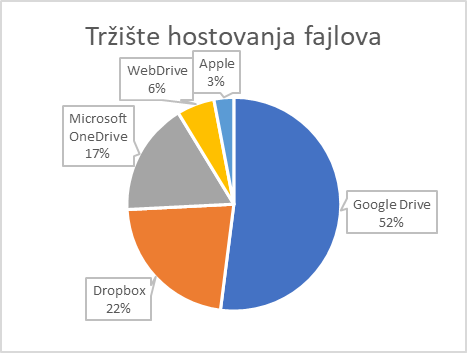 Tržište hostovanja fajlova
Apple
3%
WebDrive
6%
Microsoft
OneDrive
17%
Google Drive
52%
Dropbox
22%